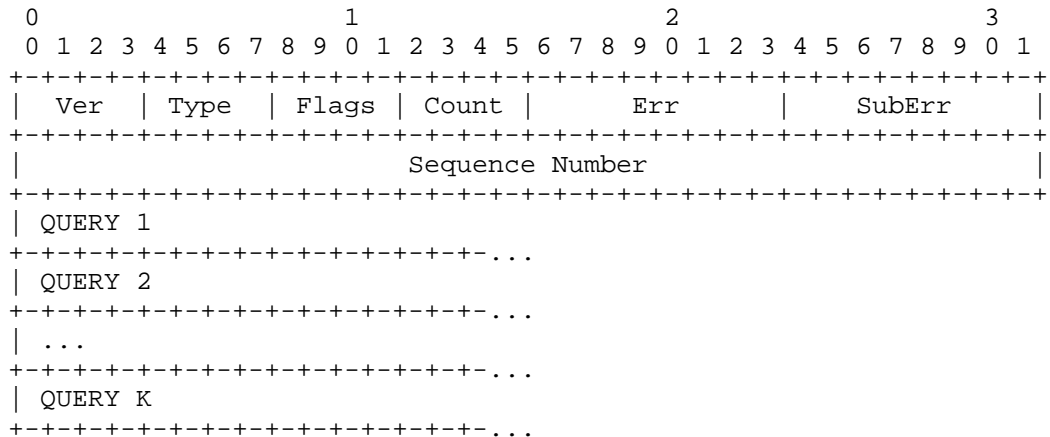 0                   1                   2                   3
 0 1 2 3 4 5 6 7 8 9 0 1 2 3 4 5 6 7 8 9 0 1 2 3 4 5 6 7 8 9 0 1
+-+-+-+-+-+-+-+-+-+-+-+-+-+-+-+-+-+-+-+-+-+-+-+-+-+-+-+-+-+-+-+-+
|  Ver  | Type  | Flags | Count |      Err      |    SubErr     |
+-+-+-+-+-+-+-+-+-+-+-+-+-+-+-+-+-+-+-+-+-+-+-+-+-+-+-+-+-+-+-+-+
|                        Sequence Number                        |
+-+-+-+-+-+-+-+-+-+-+-+-+-+-+-+-+-+-+-+-+-+-+-+-+-+-+-+-+-+-+-+-+
| QUERY 1
+-+-+-+-+-+-+-+-+-+-+-+-+-+-+-...
| QUERY 2
+-+-+-+-+-+-+-+-+-+-+-+-+-+-+-...
| ...
+-+-+-+-+-+-+-+-+-+-+-+-+-+-+-...
| QUERY K
+-+-+-+-+-+-+-+-+-+-+-+-+-+-+-...